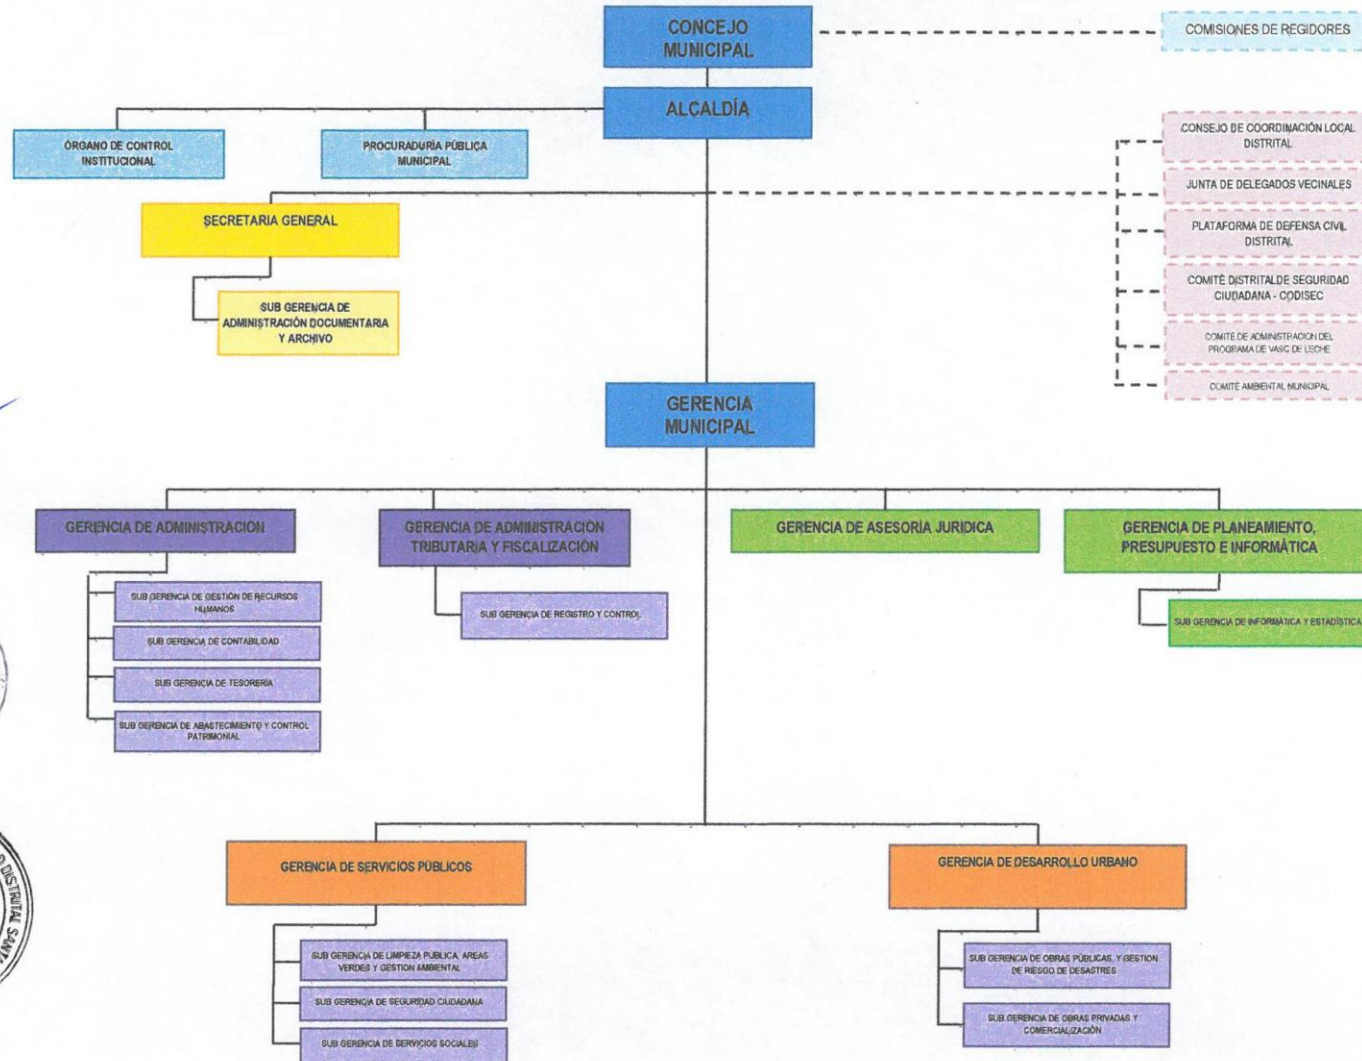 CONCEJO
MUNICIPAL
COMISIONES DE REGIDORES
ALCALDÍA
ÓRGANO DE CONTROL
INSTITUCIONAL
PROCURADURÍA PÚBLICA
MUNICIPAL
CONSEJO DE COORDINACIÓN LOCAL
DISTRITAL
JUNTA DE DELEGADOS VECINALES
PLATAFORMA DE DEFENSA CIVIL
DISTRITAL
COMITÉ DISTRITALDE SEGURIDAD
CIUDADANA - CODISEC
COMITÉ DE ADMINISTRACION DEL
PROGRAMA DE VASC DE LECHE
COMITÉ AMBIENTAL MUNICIPAL
SECRETARIA GENERAL
SUB GERENCIA DE
ADMINISTRACIÓN DOCUMENTARIA
Y ARCHIVO
GERENCIA
MUNICIPAL
GERENCIA DE ADMINISTRACIÓN
GERENCIA DE ADMINISTRACIÓN
TRIBUTARIA Y FISCALIZACIÓN
GERENCIA DE ASESORÍA JURÍDICA
GERENCIA DE PLANEAMIENTO,
PRESUPUESTO E INFORMÁTICA
SUB GERENCIA DE GESTIÓN DE RECURSOS
HUMANOS
SUB GERENCIA DE CONTABILIDAD
SUB GERENCIA DE TESORERÍA
SUB GERENCIA DE ABASTECIMIENTO Y CONTROL
PATRIMONIAL
SUB GERENCIA DE REGISTRO Y CONTROL
SUB GERENCIA DE INFORMÁTICA Y ESTADÍSTICA
GERENCIA DE SERVICIOS PÚBLICOS
GERENCIA DE DESARROLLO URBANO
SUB GERENCIA DE LIMPIEZA PUBLICA, AREAS
VERDES Y GESTION AMBIENTAL
SUB GERENCIA DE SEGURIDAD CIUDADANA
SUB GERENCIA DE SERVICIOS SOCIALES
SUB GERENCIA DE OBRAS PÚBLICAS, Y GESTION
DE RIESGO DE DESASTRES
SUB GERENCIA DE OBRAS PRIVADAS Y
COMERCIALIZACIÓN
DISTRITAL SANTA